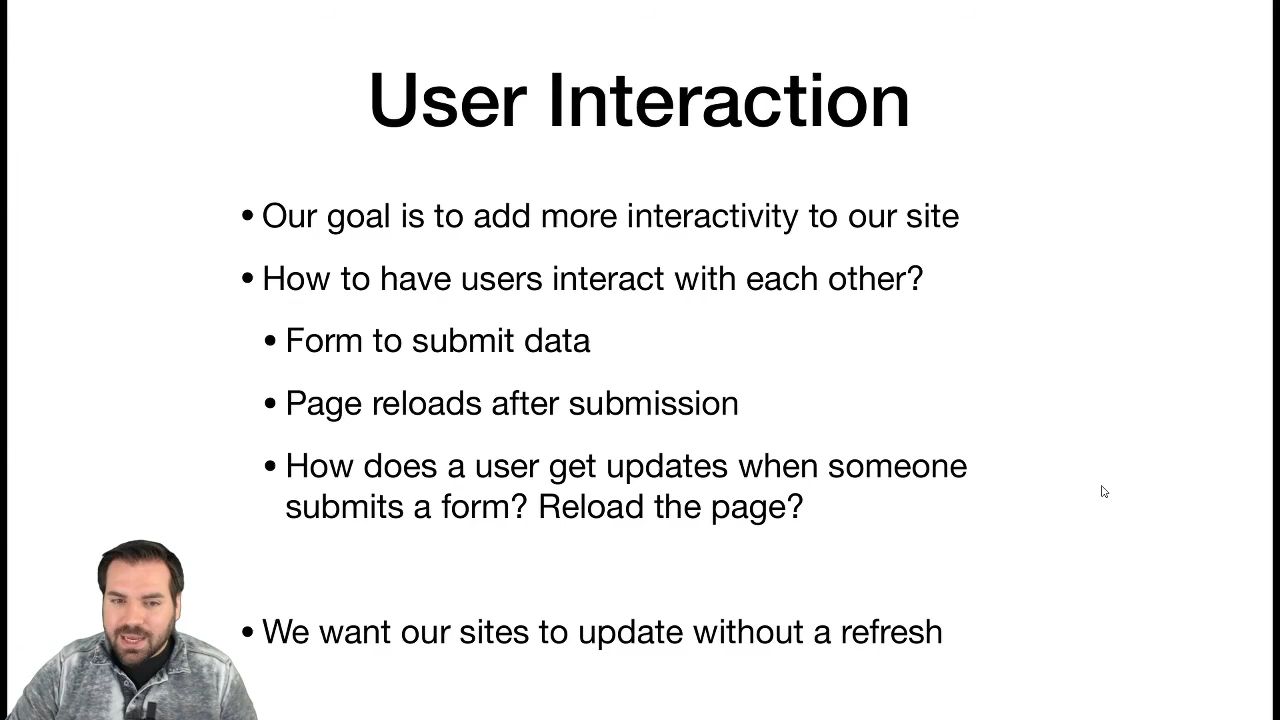 User Interaction
• Our goal is to add more interactivity to our site
• How to have users interact with each other?
• Form to submit data
• Page reloads after submission
• How does a user get updates when someone
submits a form? Reload the page?
• We want our sites to update without a refresh